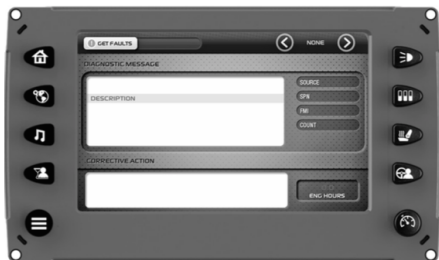 GET FAULTS
NONE
DIAGNOSTIC MESSAGE
SOURCE
DESCRIPTION
SPN
FMI
COUNT
CORRECTIVE ACTION
ENG HOURS